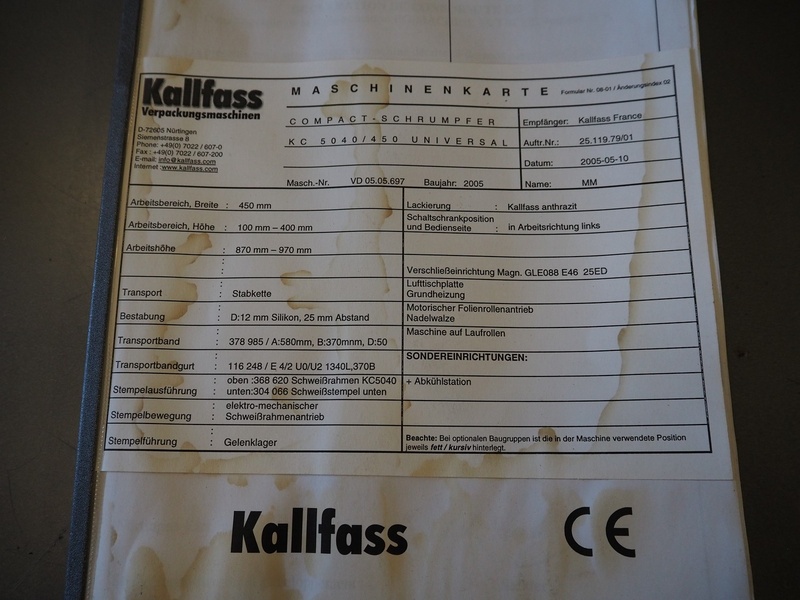 Kallfass
Verpackungsmaschinen
D-72605 Nürtingen
Siemenstrasse 8
Phone: +49(0) 7022 / 607-0
Fax : +49(0) 7022 / 607-200
E-mail: info@kallfass.com
Internet :www.kallfass.com
MASCHINENKARTE
Formular Nr. 08-01 / Änderungsindex 02
COMPACT-SCHRUMPFER
KC 5040/450 UNIVERSAL
Masch.-Nr. VD 05.05.697 Baujahr: 2005
Empfänger: Kallfass France
Auftr.Nr.: 25.119.79/01
Datum: 2005-05-10
Name: MM
Arbeitsbereich, Breite : 450 mm
Arbeitsbereich, Höhe : 100 mm – 400 mm
Arbeitshöhe : 870 mm – 970 mm
:
:
:
Transport : Stabkette
:
Bestabung : D:12 mm Silikon, 25 mm Abstand
:
Transportband : 378 985 / A:580mm, B:370mnm, D:50
:
Transportbandgurt : 116 248 / E 4/2 U0/U2 1340L,370B
: oben :368 620 Schweißrahmen KC5040
Stempelausführung : unten:304 066 Schweißstempel unten
: elektro-mechanischer
Stempelbewegung : Schweißrahmenantrieb
:
Stempelführung : Gelenklager
Lackierung : Kallfass anthrazit
Schaltschrankposition
und Bedienseite : in Arbeitsrichtung links
Verschließeinrichtung Magn. GLE088 E46 25ED
Lufttischplatte
Grundheizung
Motorischer Folienrollenantrieb
Nadelwalze
Maschine auf Laufrollen
SONDEREINRICHTUNGEN:
+ Abkühlstation
Beachte: Bei optionalen Baugruppen ist die in der Maschine verwendete Position
jeweils fett / kursiv hinterlegt.
Kallfass
CE